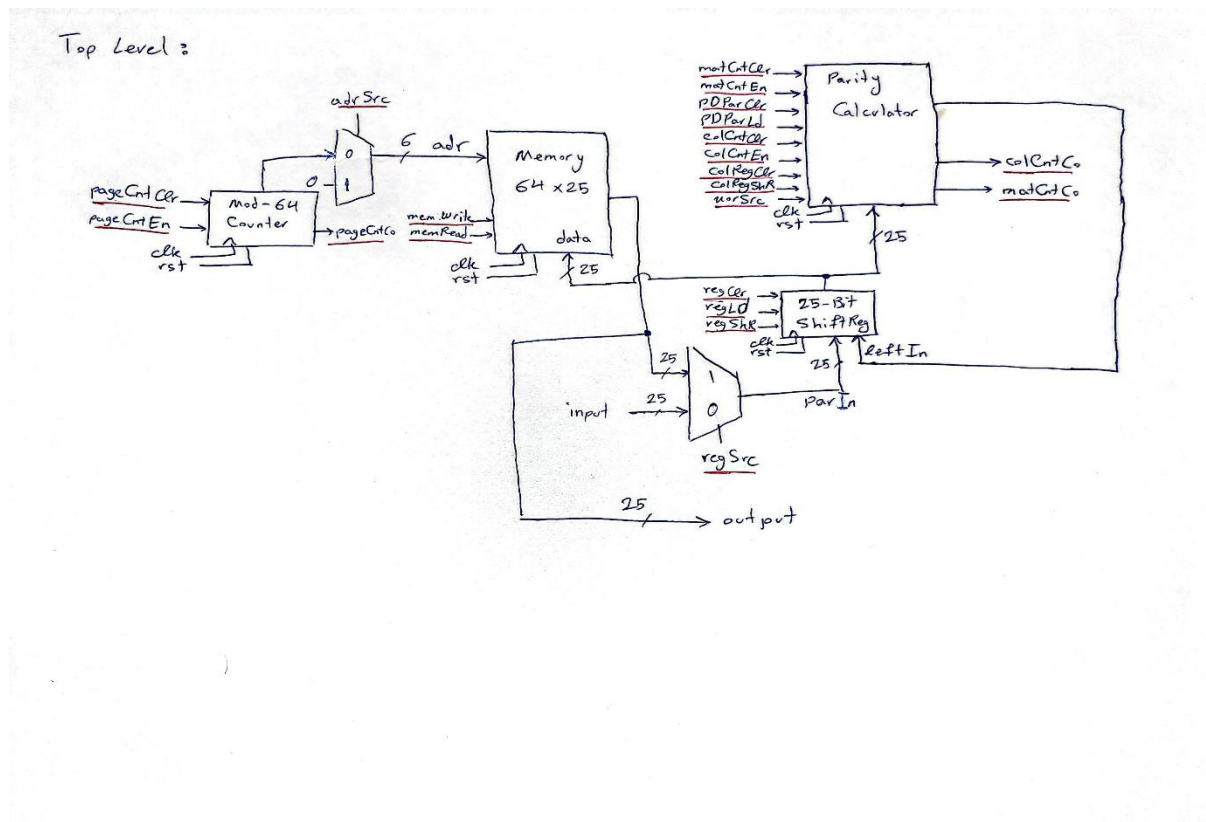 Top Level :
adrSrc
0
1
0
6
adr
pageCntClr
pageCntEn
Mod-64
Counter
pageCntCo
clk
rst
Memory
64 x 25
memWrite
memRead
data
clk
rst
25
matCntClr
matCntEn
PDParClr
PDParLd
colCntClr
colCntEn
colRegClr
colRegShR
xorSrc
Parity
Calculator
clk
rst
colCntCo
matCntCo
25
regClr
regLD
regShR
25-Bit
ShiftReg
clk
rst
25
leftIn
parIn
25
1
input
25
0
regSrc
25
output